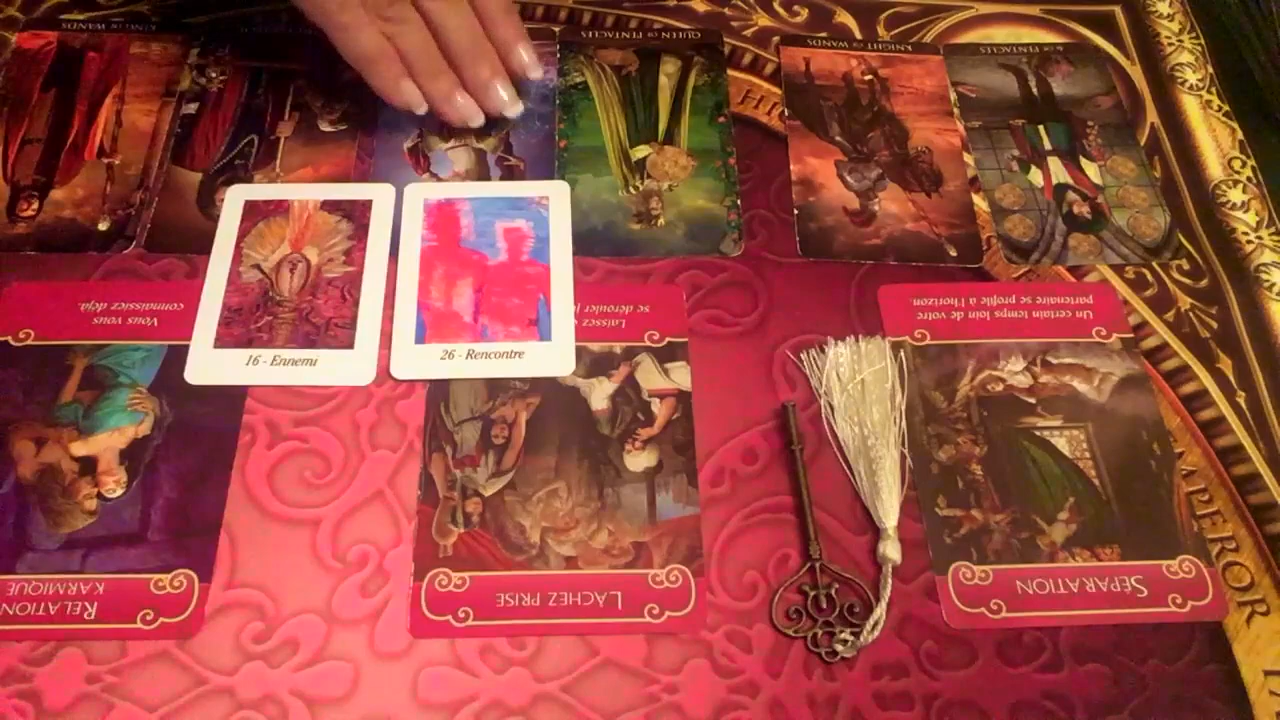 KING OF WANDS
QUEEN OF PENTACLES
KNIGHT OF WANDS
6 OF PENTACLES
HI
Vous vous
connaissiez déjà.
16 - Ennemi
26 - Rencontre
Laissez
se dérouler
Un certain temps loin de votre
partenaire se profile à l'horizon.
RELATION
KARMIQUE
LÂCHEZ PRISE
SÉPARATION
EMPEROR